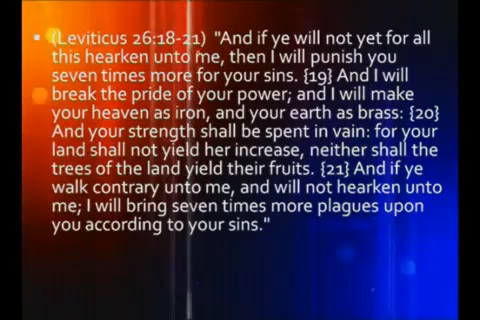 (Leviticus 26:18-21) "And if ye will not yet for all
this hearken unto me, then I will punish you
seven times more for your sins. {19} And I will
break the pride of your power; and I will make
your heaven as iron, and your earth as brass: {20}
And your strength shall be spent in vain: for your
land shall not yield her increase, neither shall the
trees of the land yield their fruits. {21} And if ye
walk contrary unto me, and will not hearken unto
me; I will bring seven times more plagues upon
you according to your sins."